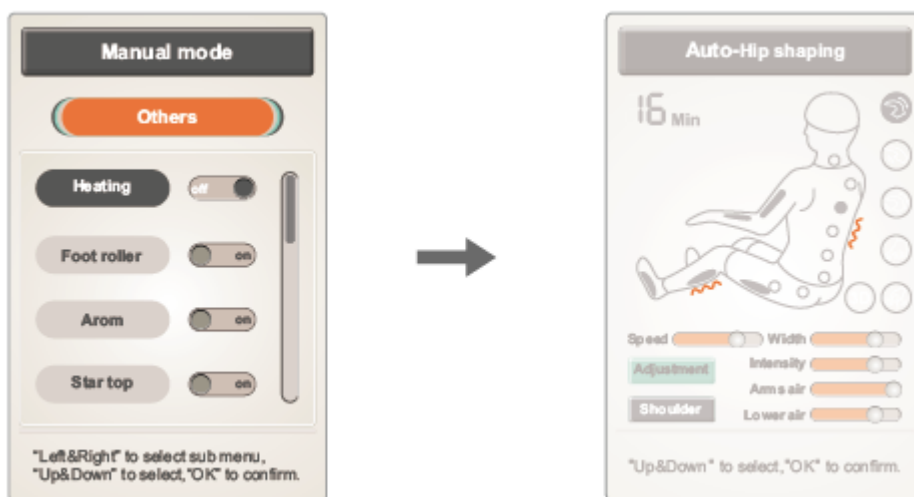 Manual mode
Others
Heating off
Foot roller on
Arom on
Star top on
"Left&Right" to select sub menu,
"Up&Down" to select,"OK" to confirm.
Auto-Hip shaping
16 Min
Speed Width
Adjustment Intensity
Arms air
Shoulder Lower air
"Up&Down" to select,"OK" to confirm.